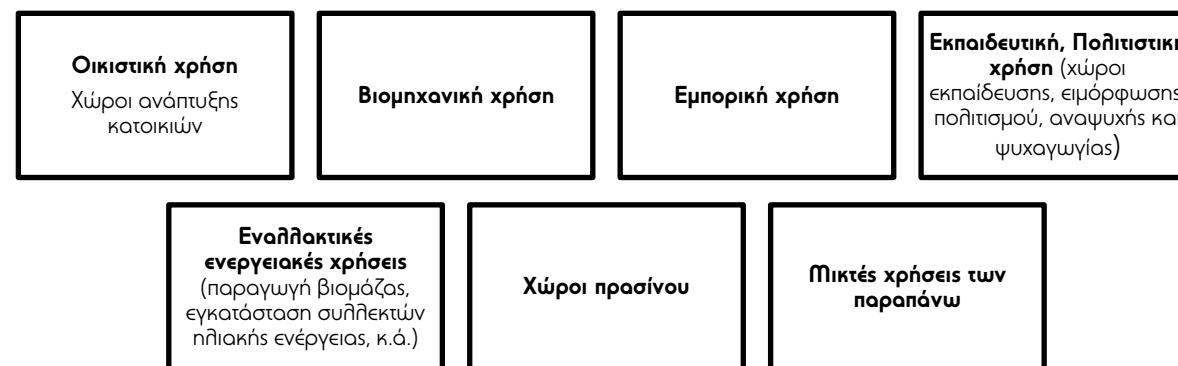 Οικιστική χρήση
Χώροι ανάπτυξης
κατοικιών
Βιομηχανική χρήση
Εμπορική χρήση
Εκπαιδευτική, Πολιτιστική
χρήση (χώροι
εκπαίδευσης, ειμόρφωσης
πολιτισμού, αναψυχής και
ψυχαγωγίας)
Εναλλακτικές
ενεργειακές χρήσεις
(παραγωγή βιομάζας,
εγκατάσταση συλλεκτών
ηλιακής ενέργειας, κ.ά.)
Χώροι πρασίνου
Μικτές χρήσεις των
παραπάνω